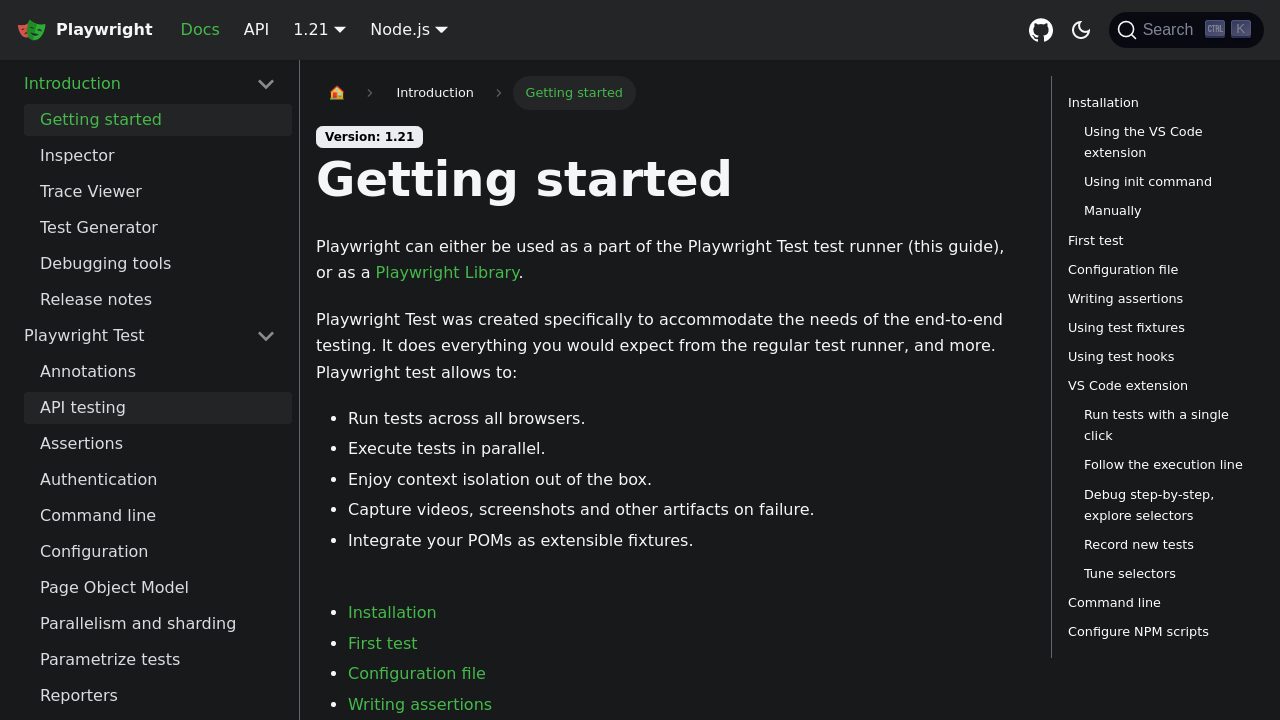 Playwright
Docs
API
1.21
Node.js
Search
CTRL
K
Introduction
Getting started
Inspector
Trace Viewer
Test Generator
Debugging tools
Release notes
Playwright Test
Annotations
API testing
Assertions
Authentication
Command line
Configuration
Page Object Model
Parallelism and sharding
Parametrize tests
Reporters
Introduction
Getting started
Version: 1.21
Getting started
Playwright can either be used as a part of the Playwright Test test runner (this guide),
or as a Playwright Library.
Playwright Test was created specifically to accommodate the needs of the end-to-end
testing. It does everything you would expect from the regular test runner, and more.
Playwright test allows to:
Run tests across all browsers.
Execute tests in parallel.
Enjoy context isolation out of the box.
Capture videos, screenshots and other artifacts on failure.
Integrate your POMs as extensible fixtures.
Installation
First test
Configuration file
Writing assertions
Installation
Using the VS Code
extension
Using init command
Manually
First test
Configuration file
Writing assertions
Using test fixtures
Using test hooks
VS Code extension
Run tests with a single
click
Follow the execution line
Debug step-by-step,
explore selectors
Record new tests
Tune selectors
Command line
Configure NPM scripts